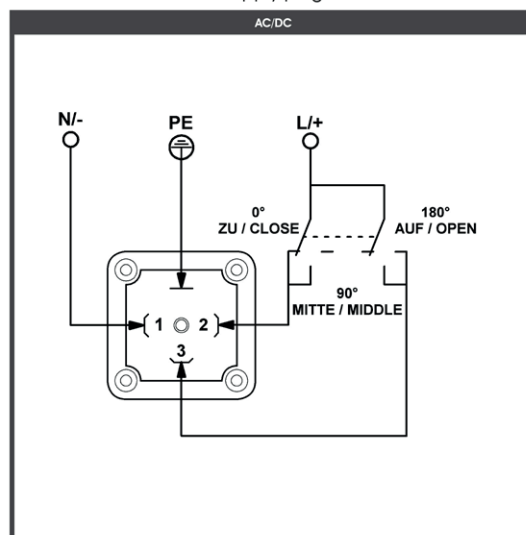 AC/DC
N/-
PE
L/+
0°
ZU / CLOSE
180°
AUF / OPEN
90°
MITTE / MIDDLE
1
2
3